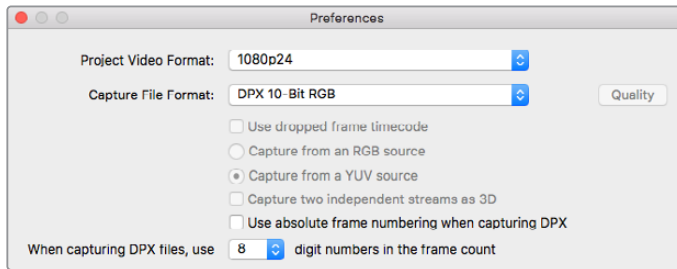 Preferences
Project Video Format: 1080p24
Capture File Format: DPX 10-Bit RGB Quality
Use dropped frame timecode
Capture from an RGB source
Capture from a YUV source
Capture two independent streams as 3D
Use absolute frame numbering when capturing DPX
When capturing DPX files, use 8 digit numbers in the frame count